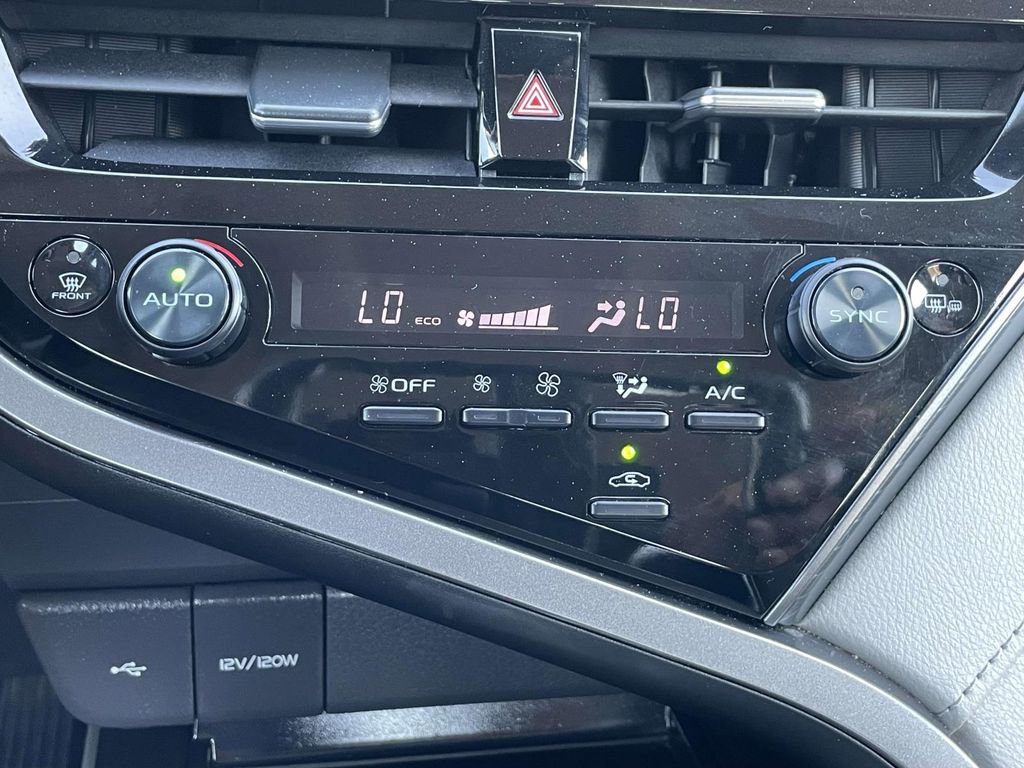 FRONT
AUTO
LO ECO LO
SYNC
OFF
A/C
12V/120W